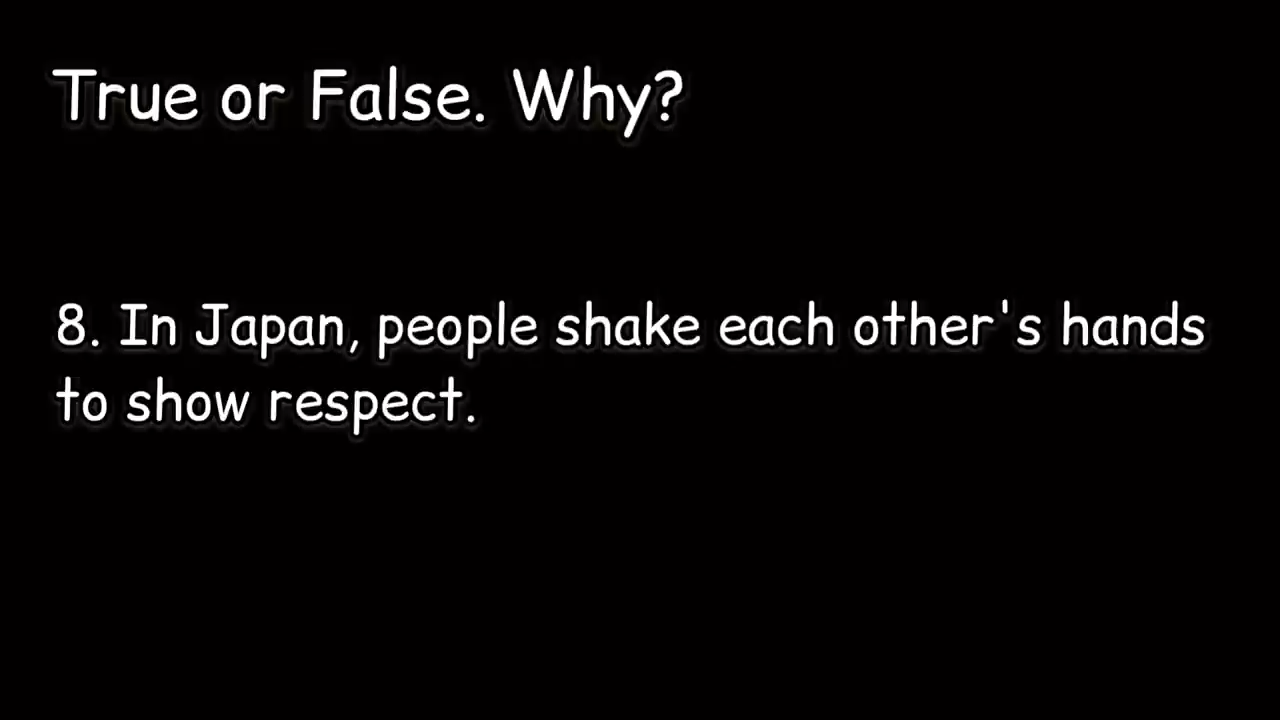 True or False. Why?
8. In Japan, people shake each other's hands
to show respect.